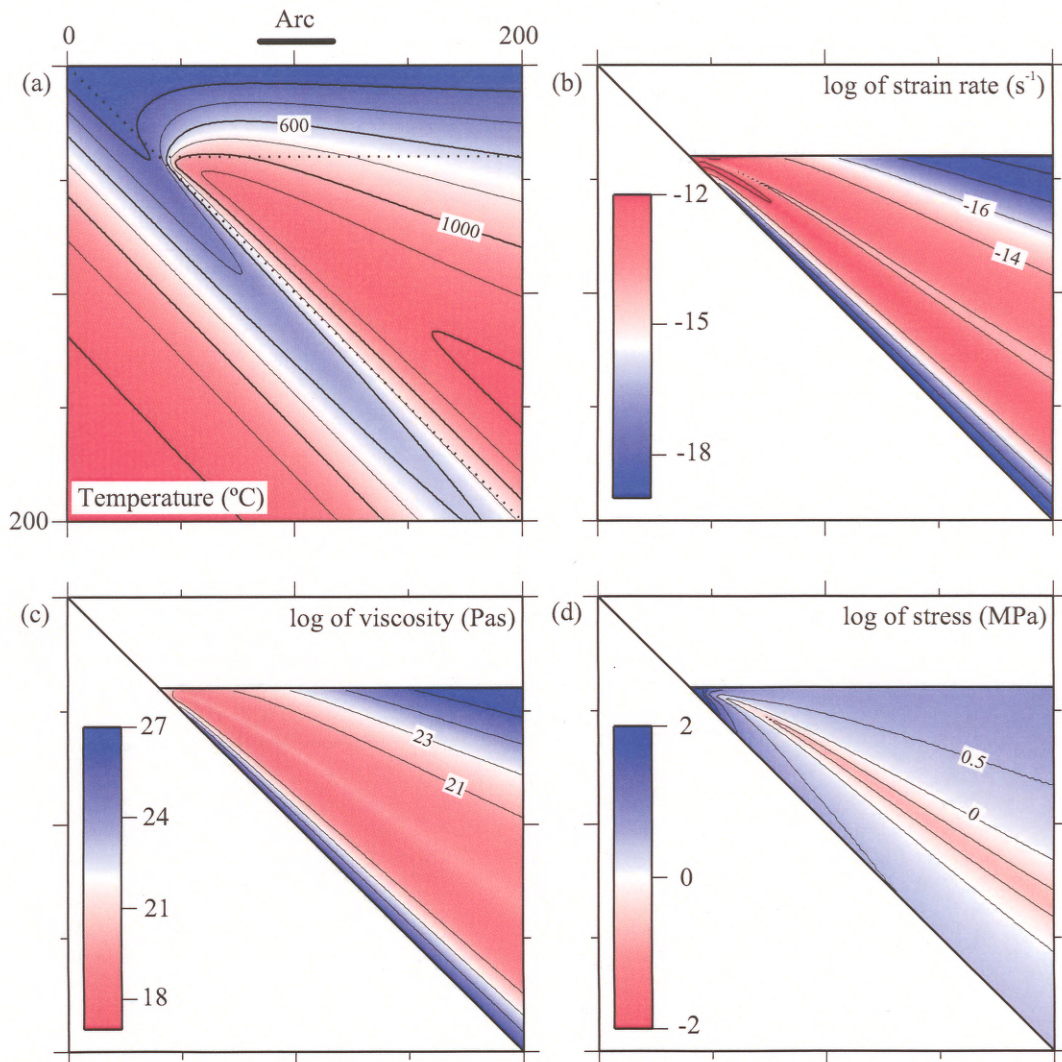 Arc
0 200
(a)
600
1000
Temperature (ºC)
200
(b)
log of strain rate (s⁻¹)
-12
-15
-18
-16
-14
(c)
log of viscosity (Pas)
27
24
21
18
23
21
(d)
log of stress (MPa)
2
0
-2
0.5
0